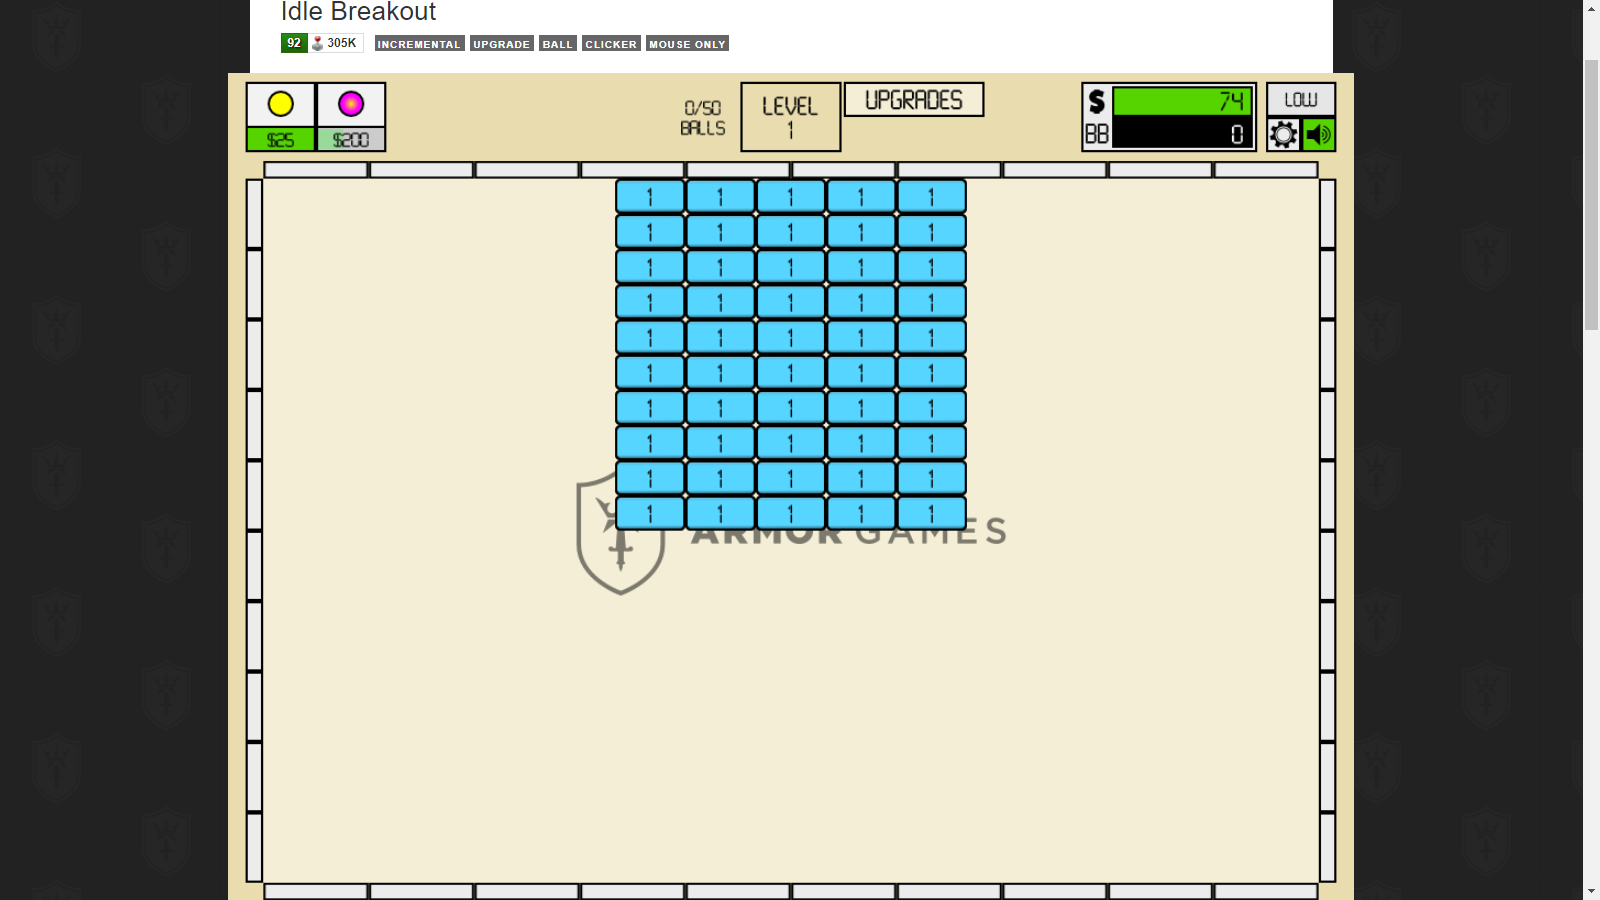 Idle Breakout
92 305K INCREMENTAL UPGRADE BALL CLICKER MOUSE ONLY
$25 $200
0/50
BALLS
LEVEL
1
UPGRADES
$ 74
BB 0
LOW
1 1 1 1 1
1 1 1 1 1
1 1 1 1 1
1 1 1 1 1
1 1 1 1 1
1 1 1 1 1
1 1 1 1 1
1 1 1 1 1
1 1 1 1 1
1 1 1 1 1
ARMOR GAMES